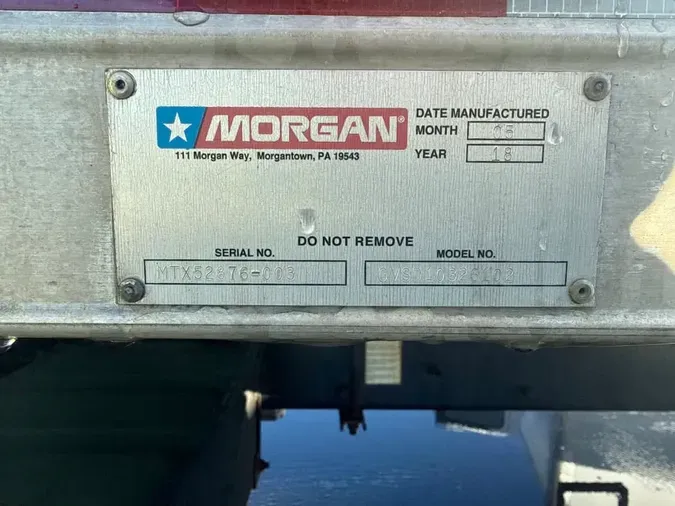 MORGAN®
111 Morgan Way, Morgantown, PA 19543
DATE MANUFACTURED
MONTH
YEAR 18
DO NOT REMOVE
SERIAL NO.
MODEL NO.